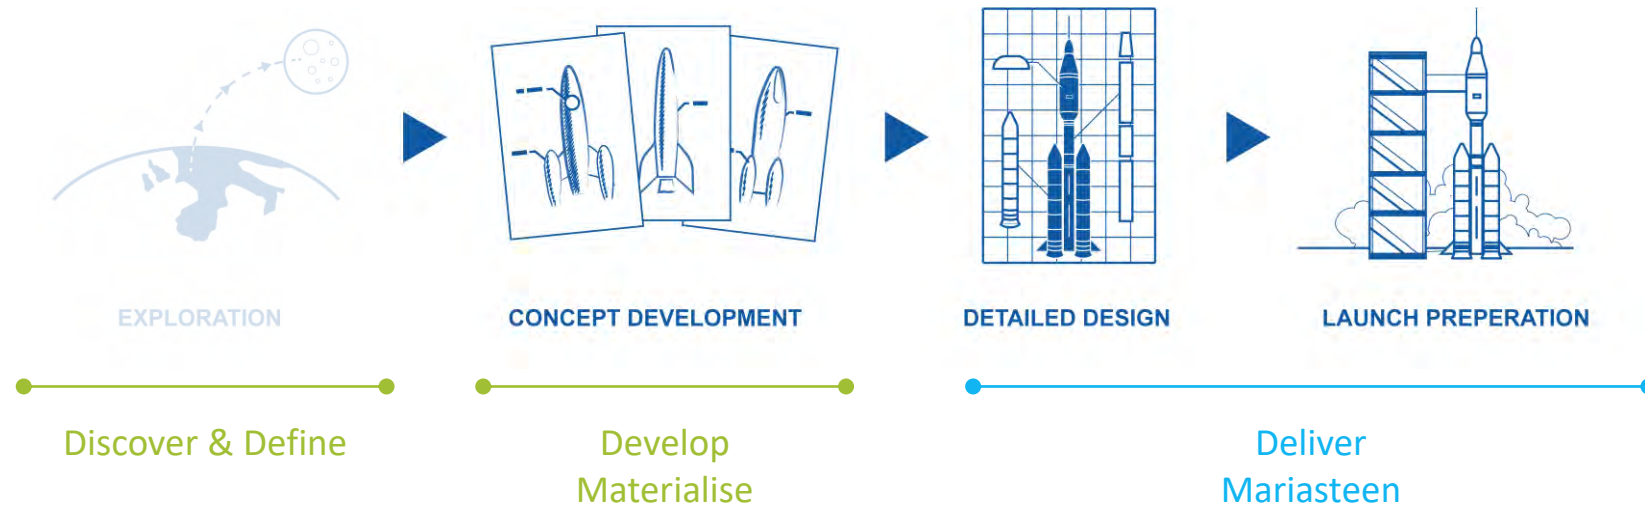 EXPLORATION
CONCEPT DEVELOPMENT
DETAILED DESIGN
LAUNCH PREPERATION
Discover & Define
Develop
Materialise
Deliver
Mariasteen